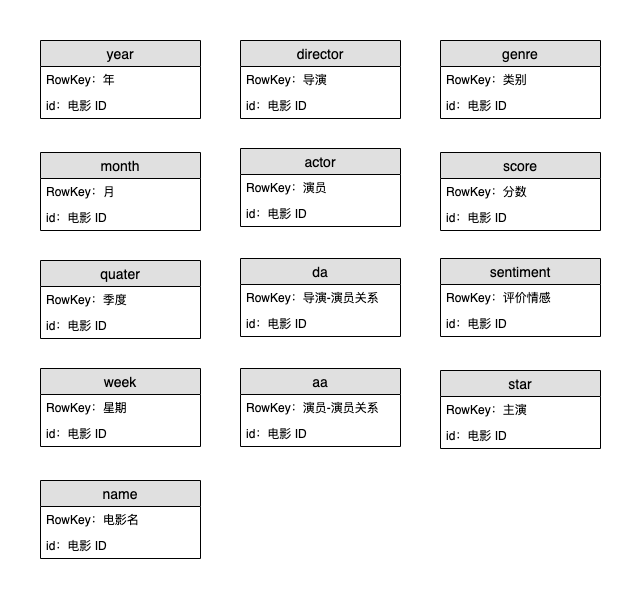 year
RowKey：年
id：电影 ID
director
RowKey：导演
id：电影 ID
genre
RowKey：类别
id：电影 ID
month
RowKey：月
id：电影 ID
actor
RowKey：演员
id：电影 ID
score
RowKey：分数
id：电影 ID
quater
RowKey：季度
id：电影 ID
da
RowKey：导演-演员关系
id：电影 ID
sentiment
RowKey：评价情感
id：电影 ID
week
RowKey：星期
id：电影 ID
aa
RowKey：演员-演员关系
id：电影 ID
star
RowKey：主演
id：电影 ID
name
RowKey：电影名
id：电影 ID